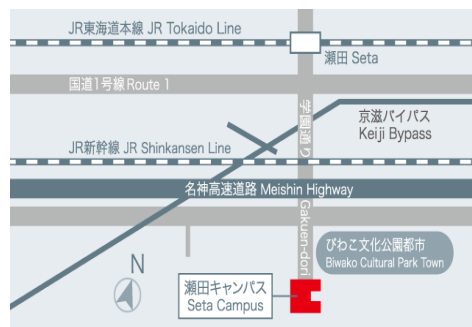 JR東海道本線 JR Tokaido Line
瀬田 Seta
国道1号線 Route 1
学園通り Gakuen-dori
京滋バイパス
Keiji Bypass
JR新幹線 JR Shinkansen Line
名神高速道路 Meishin Highway
びわこ文化公園都市
Biwako Cultural Park Town
N
瀬田キャンパス
Seta Campus